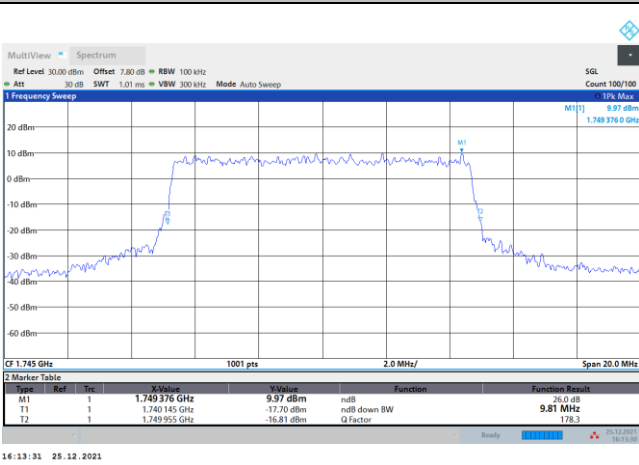 MultiView Spectrum
Ref Level 30.00 dBm Offset 7.80 dB RBW 100 kHz SGL
Att 30 dB SWT 1.01 ms VBW 300 kHz Mode Auto Sweep Count 100/100
1 Frequency Sweep 1Pk Max
M1[1] 9.97 dBm
1.749 376 0 GHz
20 dBm
M1
10 dBm
0 dBm
-10 dBm
T2
-20 dBm
-30 dBm
-40 dBm
-50 dBm
-60 dBm
CF 1.745 GHz 1001 pts 2.0 MHz/ Span 20.0 MHz
2 Marker Table
Type Ref Trc X-Value Y-Value Function Function Result
M1 1 1.749 376 GHz 9.97 dBm ndB 26.0 dB
T1 1 1.740 145 GHz -17.70 dBm ndB down BW 9.81 MHz
T2 1 1.749 955 GHz -16.81 dBm Q Factor 178.3
Ready 25.12.2021
16:13:30
16:13:31 25.12.2021